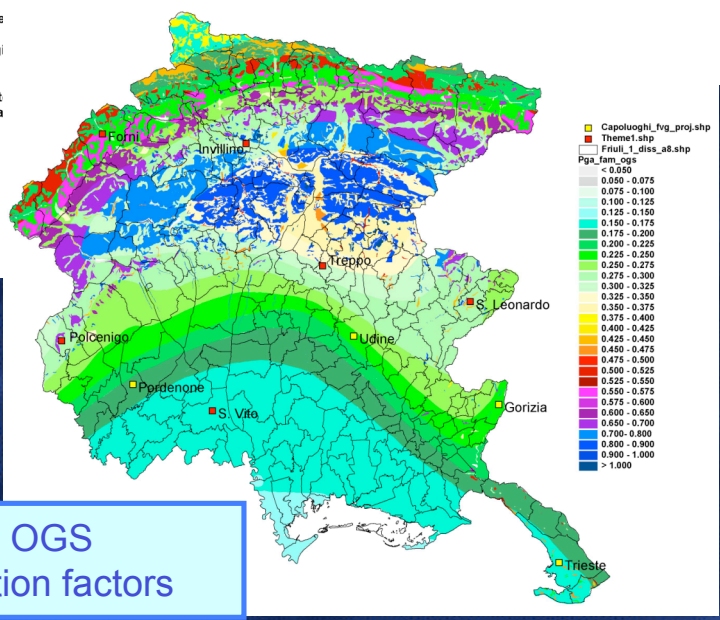 Forni
Invillino
Treppo
S. Leonardo
Polcenigo
Udine
Pordenone
S. Vito
Gorizia
Trieste
Capoluoghi_fvg_proj.shp
Theme1.shp
Friuli_1_diss_a8.shp
Pga_fam_ogs
< 0.050
0.050 - 0.075
0.075 - 0.100
0.100 - 0.125
0.125 - 0.150
0.150 - 0.175
0.175 - 0.200
0.200 - 0.225
0.225 - 0.250
0.250 - 0.275
0.275 - 0.300
0.300 - 0.325
0.325 - 0.350
0.350 - 0.375
0.375 - 0.400
0.400 - 0.425
0.425 - 0.450
0.450 - 0.475
0.475 - 0.500
0.500 - 0.525
0.525 - 0.550
0.550 - 0.575
0.575 - 0.600
0.600 - 0.650
0.650 - 0.700
0.700- 0.800
0.800 - 0.900
0.900 - 1.000
> 1.000
OGS
tion factors